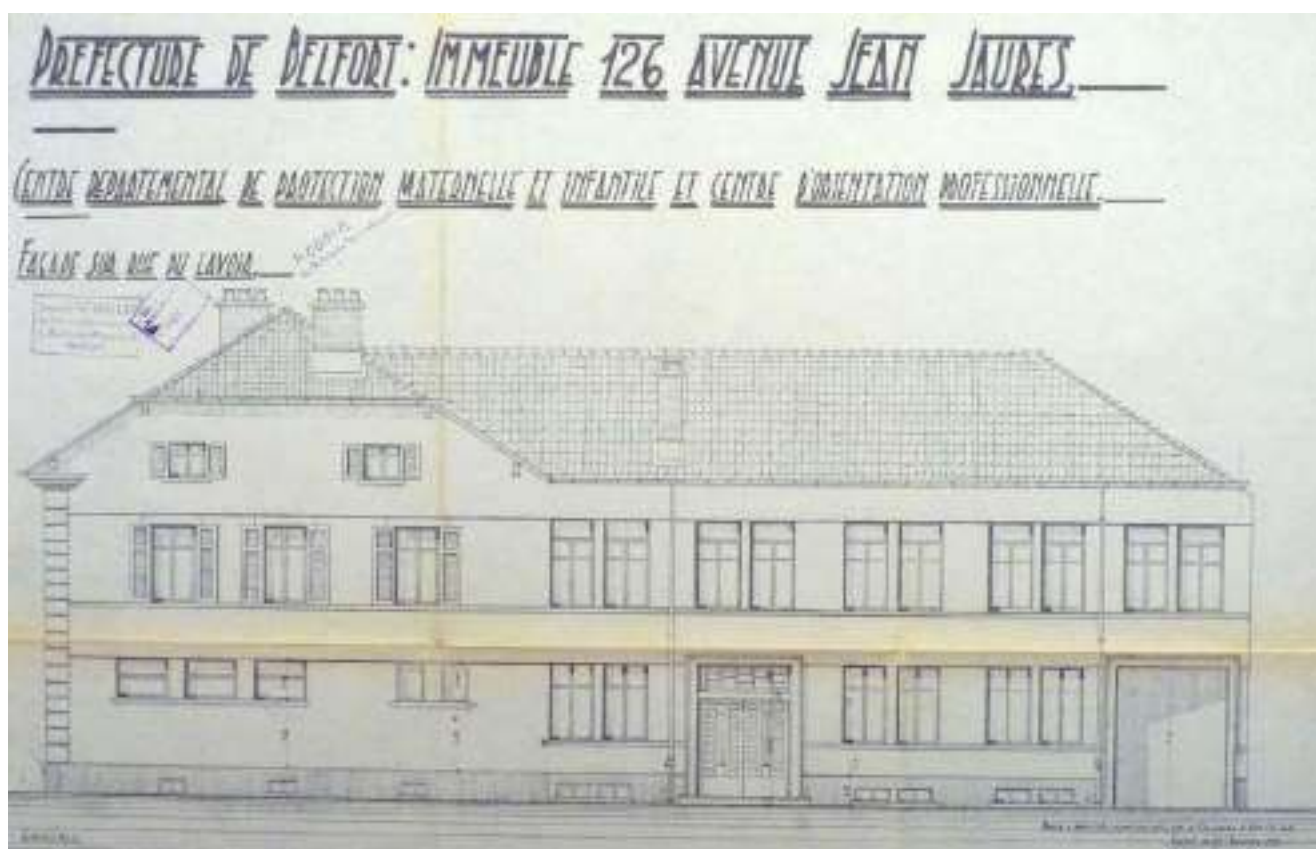 PREFECTURE DE BELFORT: IMMEUBLE 126 AVENUE JEAN JAURES.
CENTRE DEPARTEMENTAL DE PROTECTION MATERNELLE ET INFANTILE ET CENTRE D'ORIENTATION PROFESSIONNELLE.
FAÇADE SUR RUE DU LAVOIR.